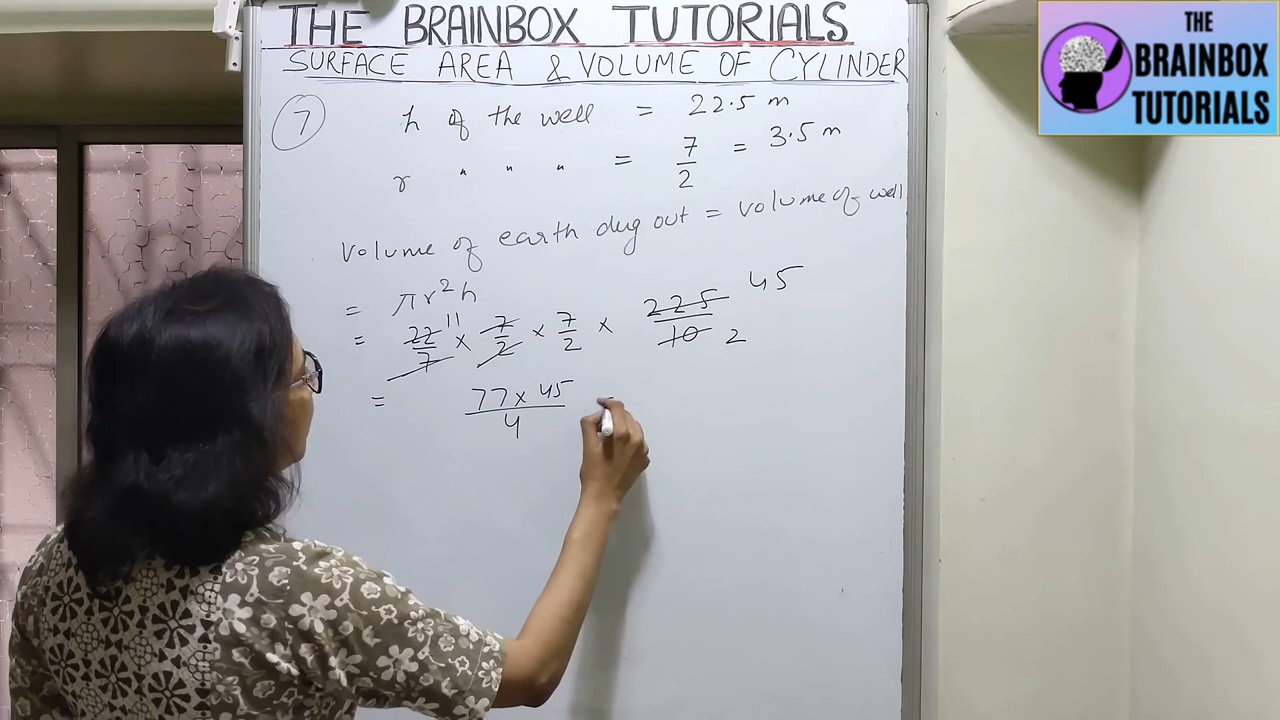 THE BRAINBOX TUTORIALS
SURFACE AREA & VOLUME OF CYLINDER
7 h of the well = 22.5 m
r " " " = 7/2 = 3.5 m
volume of earth dug out = volume of well
= πr²h
= 22/7 11 × 7/2 × 7/2 × 225/10 45 2
= 77 × 45 / 4 =
THE
BRAINBOX
TUTORIALS